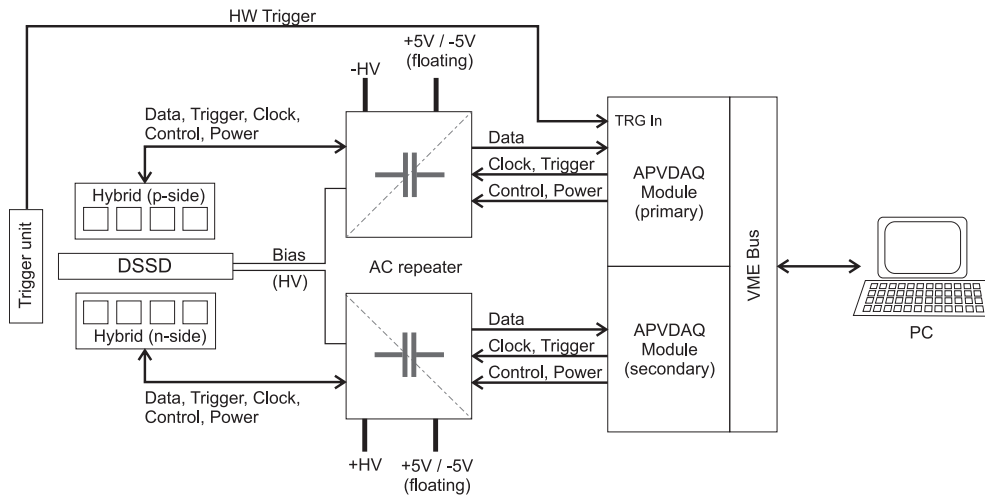 HW Trigger
+5V / -5V
(floating)
-HV
Data, Trigger, Clock,
Control, Power
TRG In
Data
Clock, Trigger
Control, Power
APVDAQ
Module
(primary)
Hybrid (p-side)
Trigger unit
DSSD
Bias
(HV)
AC repeater
VME Bus
PC
Hybrid (n-side)
Data
Clock, Trigger
Control, Power
APVDAQ
Module
(secondary)
Data, Trigger, Clock,
Control, Power
+HV
+5V / -5V
(floating)